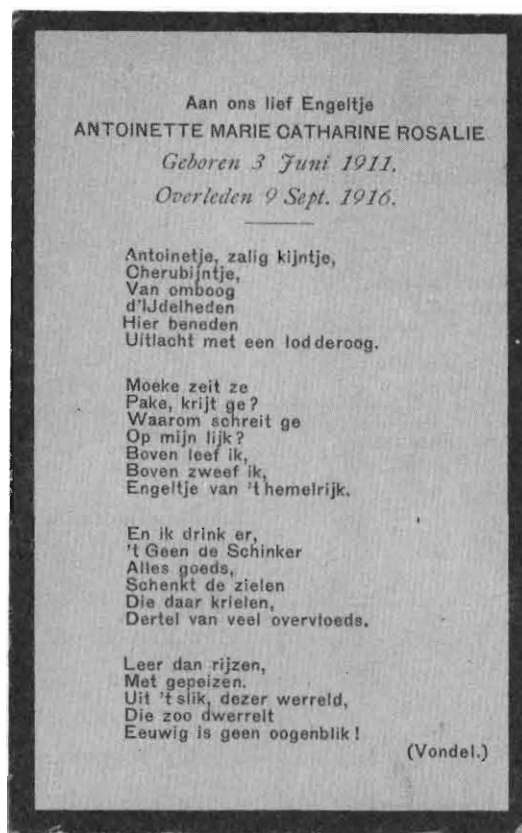 Aan ons lief Engeltje
ANTOINETTE MARIE CATHARINE ROSALIE
Geboren 3 Juni 1911.
Overleden 9 Sept. 1916.
Antoinetje, zalig kijntje,
Cherubijntje,
Van omboog
d'IJdelheden
Hier beneden
Uitlacht met een lodderoog.
Moeke zeit ze
Pake, krijt ge?
Waarom schreit ge
Op mijn lijk?
Boven leef ik,
Boven zweef ik,
Engeltje van 't hemelrijk.
En ik drink er,
't Geen de Schinker
Alles goeds,
Schenkt de zielen
Die daar krielen,
Dertel van veel overvloeds.
Leer dan rijzen,
Met gepeizen.
Uit 't slik, dezer werreld,
Die zoo dwerrelt
Eeuwig is geen oogenblik!
(Vondel.)